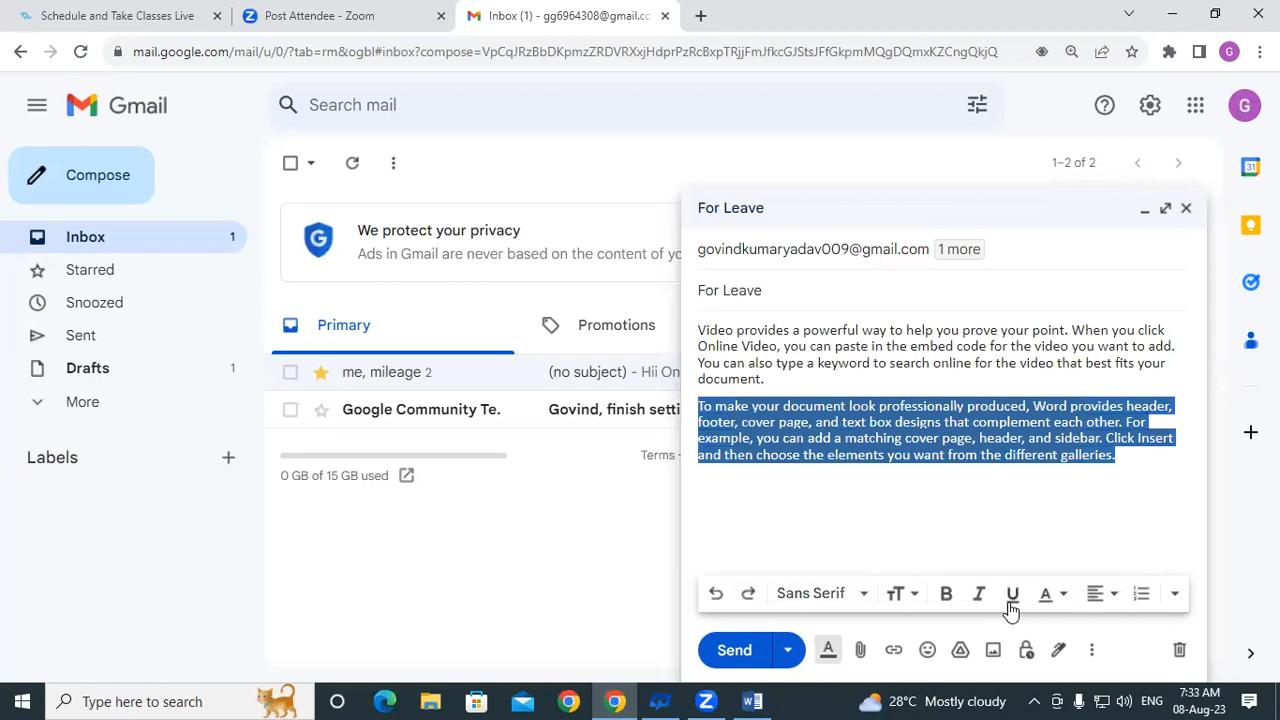 Schedule and Take Classes Live
Post Attendee - Zoom
Inbox (1) - gg6964308@gmail.co
mail.google.com/mail/u/0/?tab=rm&ogbl#inbox?compose=VpCqJRzBbDKpmzZRDVRXxjHdprPzRcBxpTRjjFmJfkcGJStsJFfGkpmMQgDQmxKZCngQkjQ
G
Gmail
Search mail
G
Compose
1–2 of 2
31
Inbox 1
We protect your privacy
Ads in Gmail are never based on the content of yo
Starred
Snoozed
Sent
Drafts 1
More
Labels
Primary
Promotions
me, mileage 2 (no subject) - Hii On
Google Community Te. Govind, finish setti
0 GB of 15 GB used
Terms -
For Leave
govindkumaryadav009@gmail.com 1 more
For Leave
Video provides a powerful way to help you prove your point. When you click
Online Video, you can paste in the embed code for the video you want to add.
You can also type a keyword to search online for the video that best fits your
document.
To make your document look professionally produced, Word provides header,
footer, cover page, and text box designs that complement each other. For
example, you can add a matching cover page, header, and sidebar. Click Insert
and then choose the elements you want from the different galleries.
Sans Serif
B I U A
Send
A
Type here to search
28°C Mostly cloudy
ENG
7:33 AM
08-Aug-23